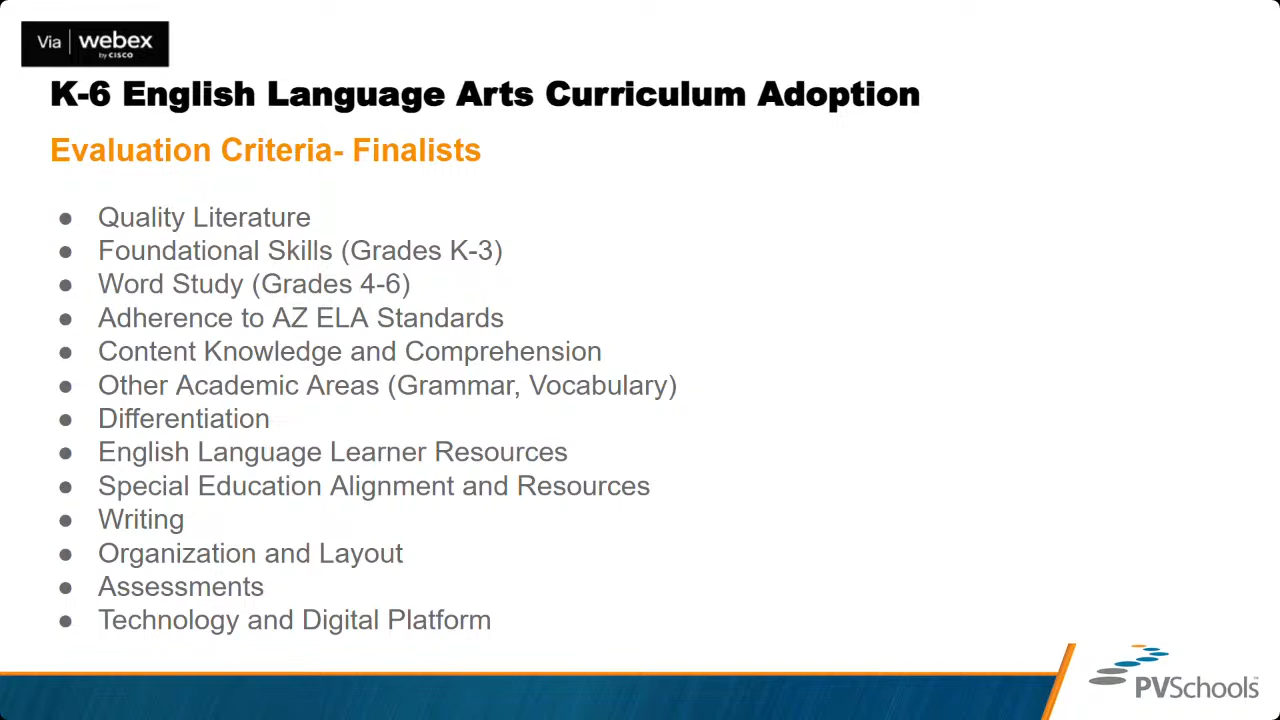 Via webex
by CISCO
K-6 English Language Arts Curriculum Adoption
Evaluation Criteria- Finalists
● Quality Literature
● Foundational Skills (Grades K-3)
● Word Study (Grades 4-6)
● Adherence to AZ ELA Standards
● Content Knowledge and Comprehension
● Other Academic Areas (Grammar, Vocabulary)
● Differentiation
● English Language Learner Resources
● Special Education Alignment and Resources
● Writing
● Organization and Layout
● Assessments
● Technology and Digital Platform
PVSchools